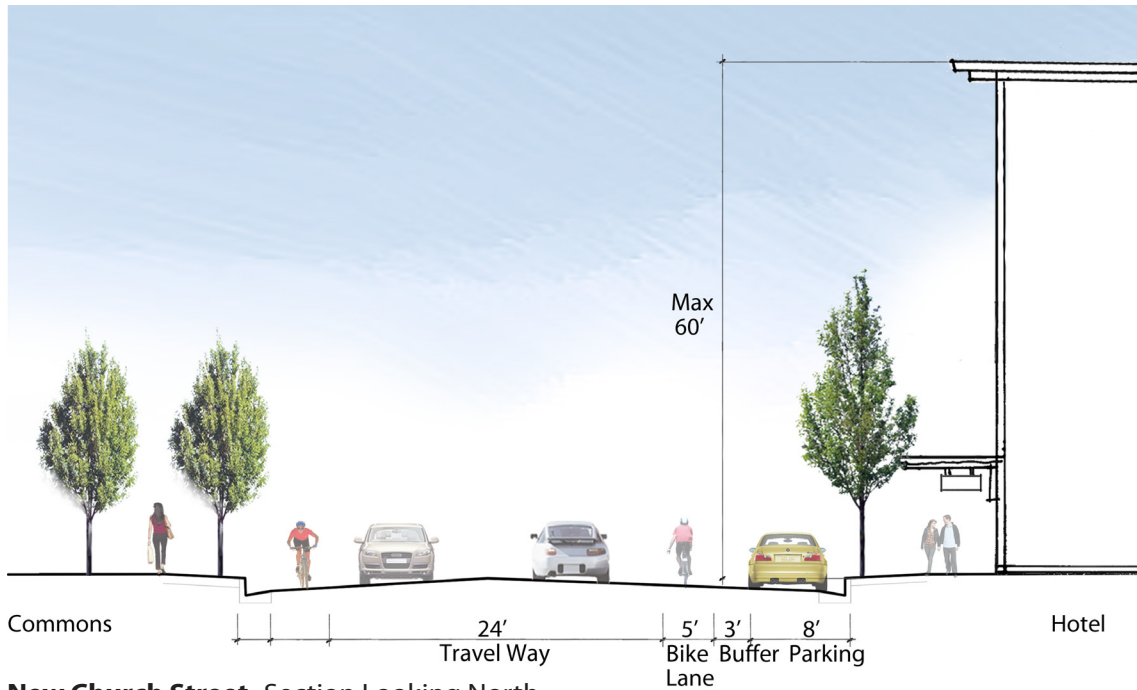 Max
60’
Commons
24’
5’
3’
8’
Hotel
Travel Way
Bike
Lane
Buffer
Parking
New Church Street Section Looking North